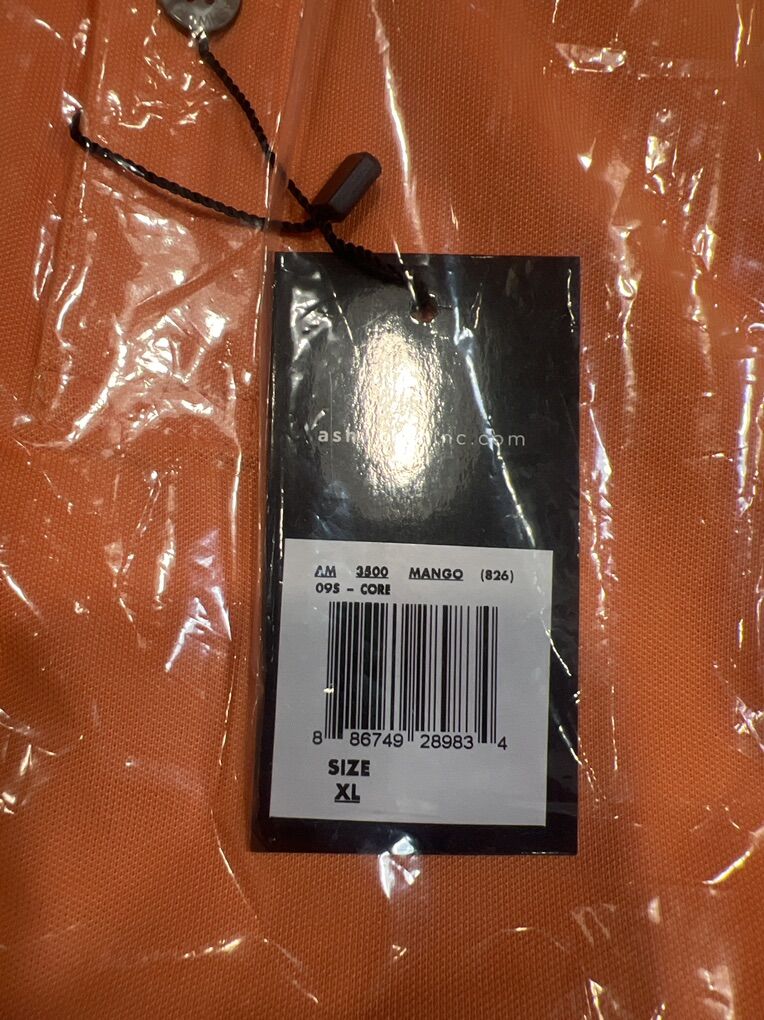 AM 3500 MANGO (826)
09S - CORE
8 86749 28983 4
SIZE
XL